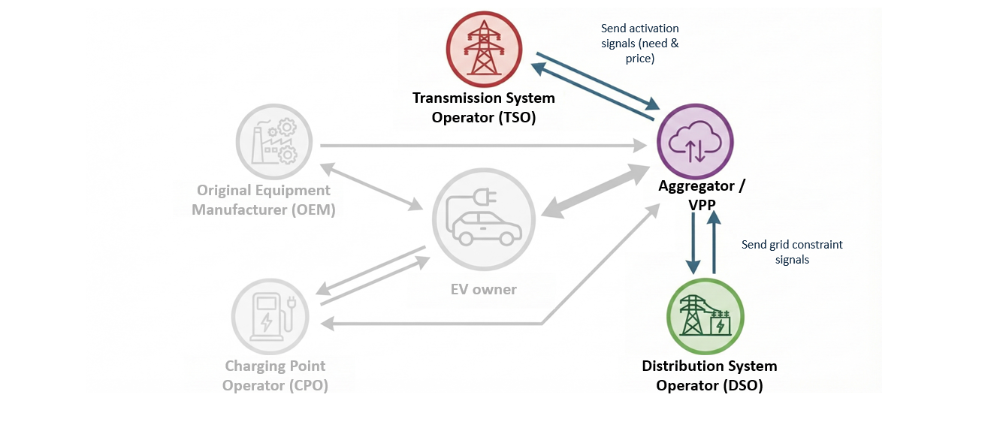 Send activation
signals (need &
price)
Transmission System
Operator (TSO)
Original Equipment
Manufacturer (OEM)
Aggregator /
VPP
Send grid constraint
signals
EV owner
Charging Point
Operator (CPO)
Distribution System
Operator (DSO)